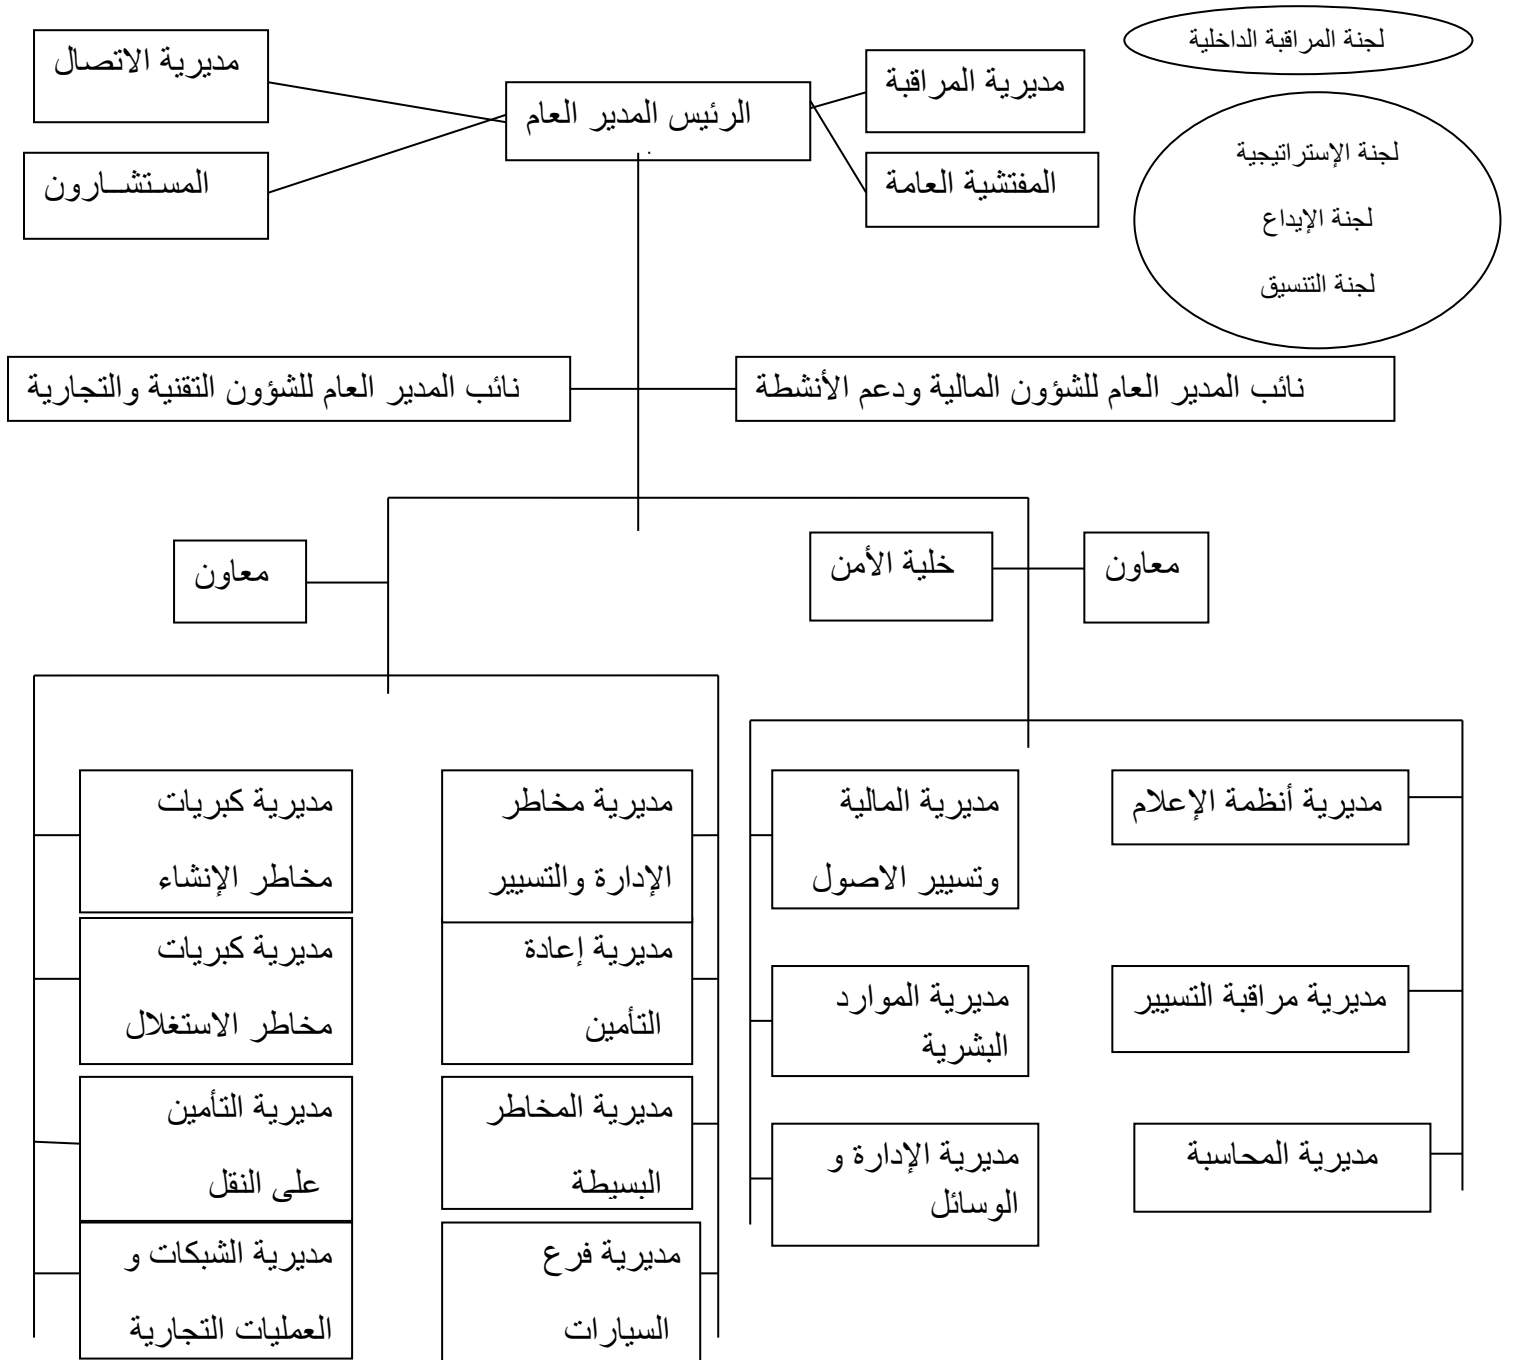 لجنة المراقبة الداخلية
مديرية المراقبة
الرئيس المدير العام
مديرية الاتصال
لجنة الإستراتيجية
لجنة الإيداع
لجنة التنسيق
المفتشية العامة
المستشــارون
نائب المدير العام للشؤون المالية ودعم الأنشطة
نائب المدير العام للشؤون التقنية والتجارية
معاون
خلية الأمن
معاون
مديرية أنظمة الإعلام
مديرية المالية
وتسيير الاصول
مديرية مخاطر
الإدارة والتسيير
مديرية كبريات
مخاطر الإنشاء
مديرية مراقبة التسيير
مديرية الموارد
البشرية
مديرية إعادة
التأمين
مديرية كبريات
مخاطر الاستغلال
مديرية المحاسبة
مديرية الإدارة و
الوسائل
مديرية المخاطر
البسيطة
مديرية التأمين
على النقل
مديرية فرع
السيارات
مديرية الشبكات و
العمليات التجارية